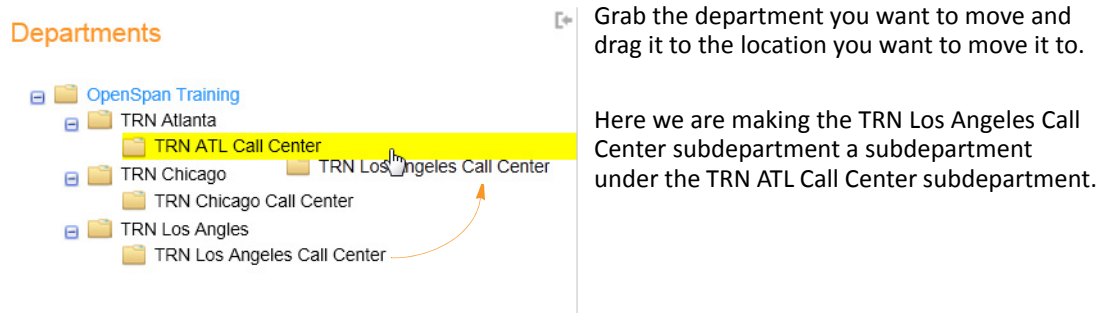 Departments
OpenSpan Training
TRN Atlanta
TRN ATL Call Center
TRN Los Angeles Call Center
TRN Chicago
TRN Chicago Call Center
TRN Los Angles
TRN Los Angeles Call Center
Grab the department you want to move and
drag it to the location you want to move it to.
Here we are making the TRN Los Angeles Call
Center subdepartment a subdepartment
under the TRN ATL Call Center subdepartment.